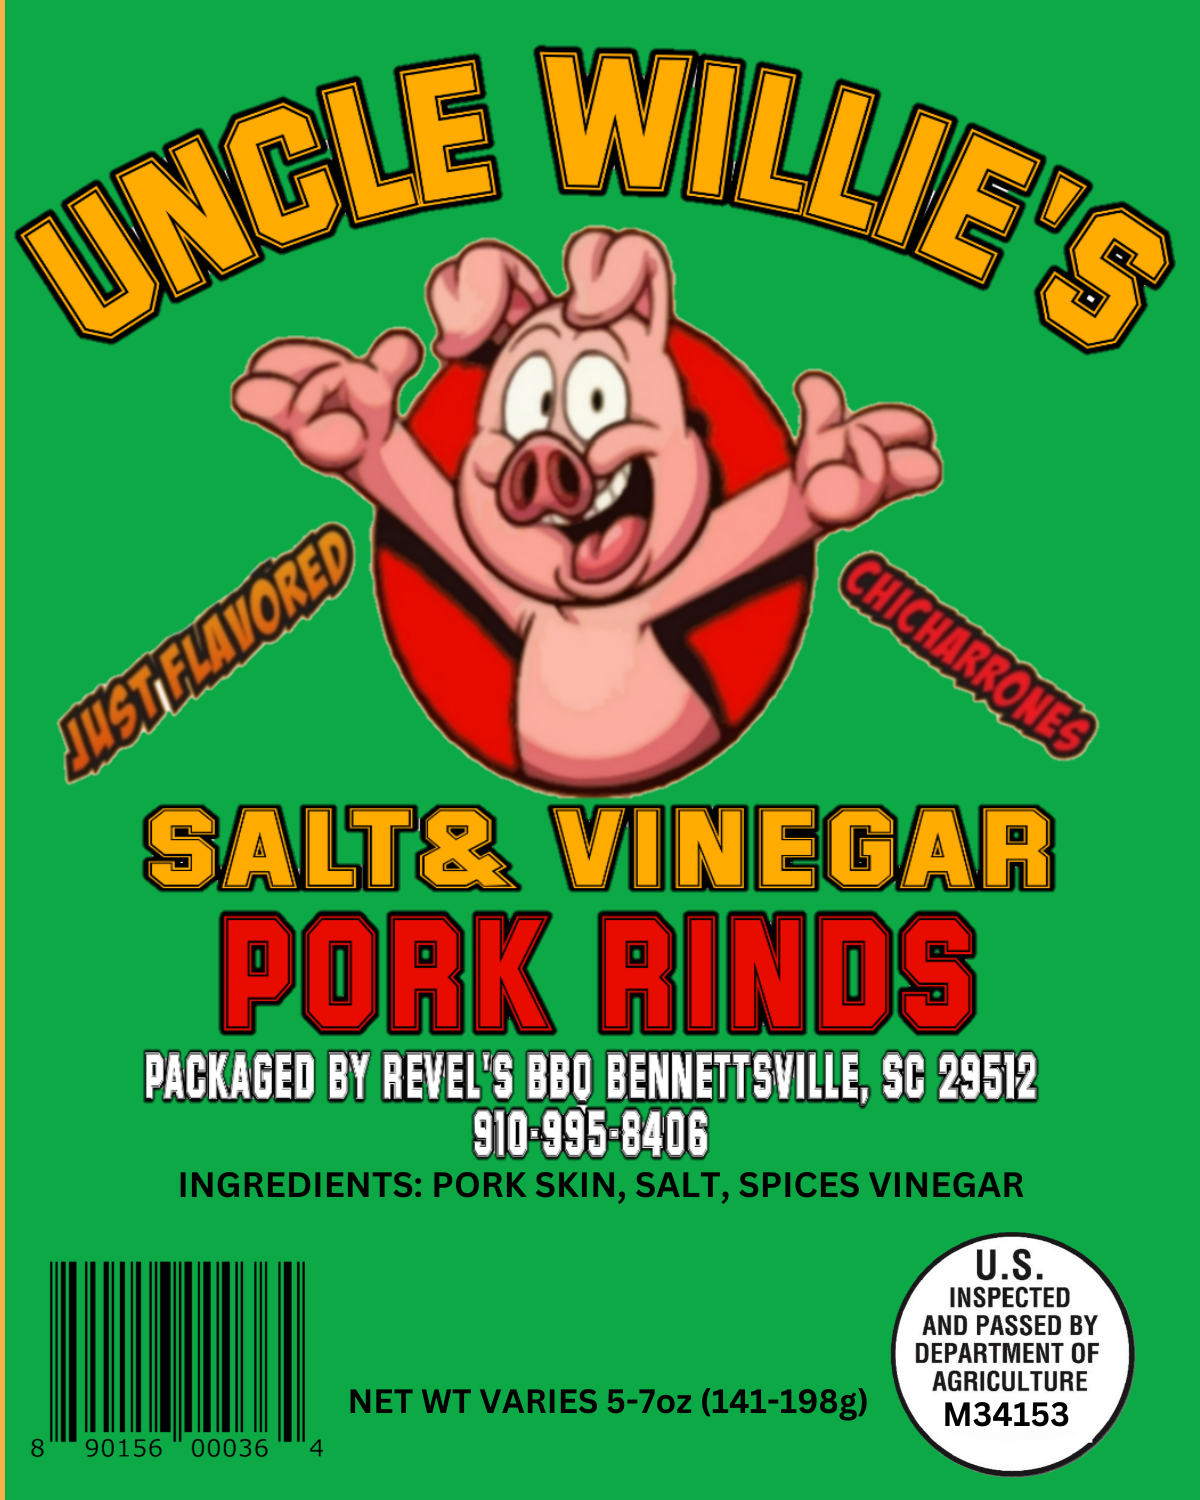 UNCLE WILLIE'S
JUST FLAVORED
CHICHARRONES
SALT& VINEGAR
PORK RINDS
PACKAGED BY REVEL'S BBQ BENNETTSVILLE, SC 29512
910-995-8406
INGREDIENTS: PORK SKIN, SALT, SPICES VINEGAR
U.S.
INSPECTED
AND PASSED BY
DEPARTMENT OF
AGRICULTURE
M34153
NET WT VARIES 5-7oz (141-198g)
8 90156 00036 4